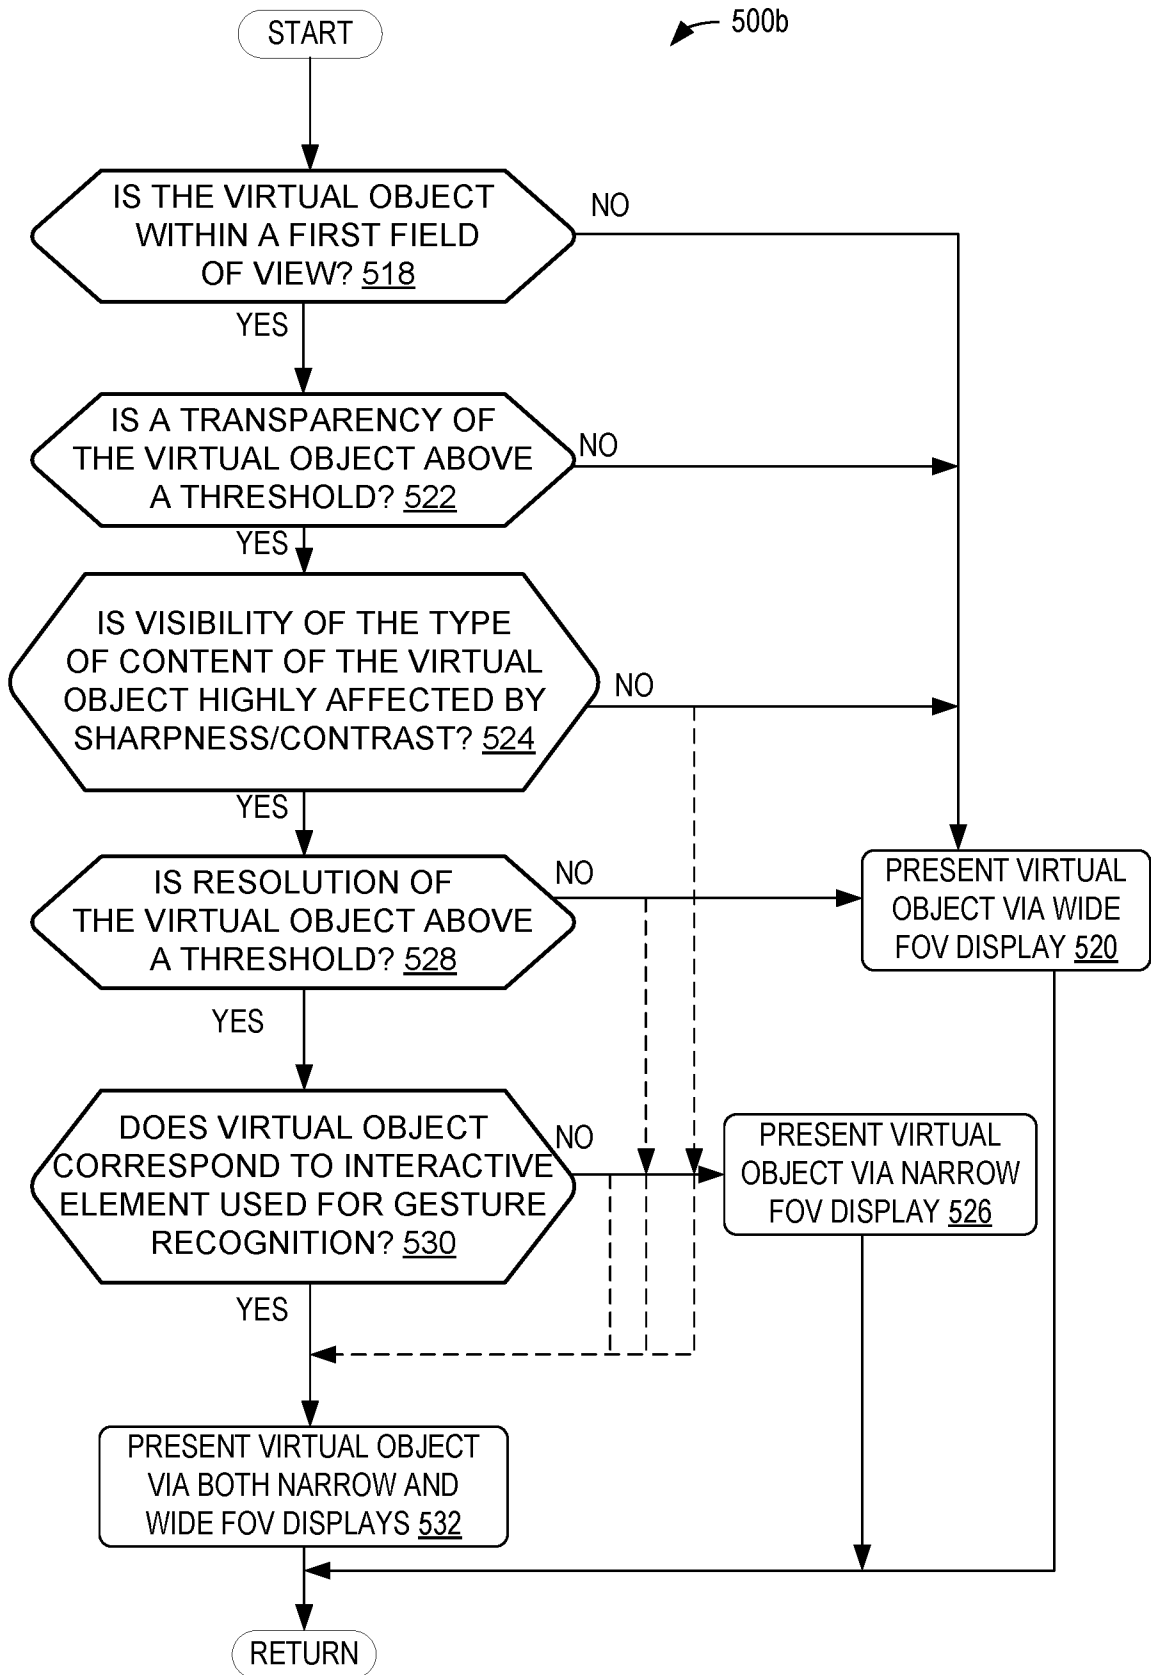 START
500b
IS THE VIRTUAL OBJECT
WITHIN A FIRST FIELD
OF VIEW? 518
NO
YES
IS A TRANSPARENCY OF
THE VIRTUAL OBJECT ABOVE
A THRESHOLD? 522
NO
YES
IS VISIBILITY OF THE TYPE
OF CONTENT OF THE VIRTUAL
OBJECT HIGHLY AFFECTED BY
SHARPNESS/CONTRAST? 524
NO
YES
IS RESOLUTION OF
THE VIRTUAL OBJECT ABOVE
A THRESHOLD? 528
NO
PRESENT VIRTUAL
OBJECT VIA WIDE
FOV DISPLAY 520
YES
DOES VIRTUAL OBJECT
CORRESPOND TO INTERACTIVE
ELEMENT USED FOR GESTURE
RECOGNITION? 530
NO
PRESENT VIRTUAL
OBJECT VIA NARROW
FOV DISPLAY 526
YES
PRESENT VIRTUAL OBJECT
VIA BOTH NARROW AND
WIDE FOV DISPLAYS 532
RETURN